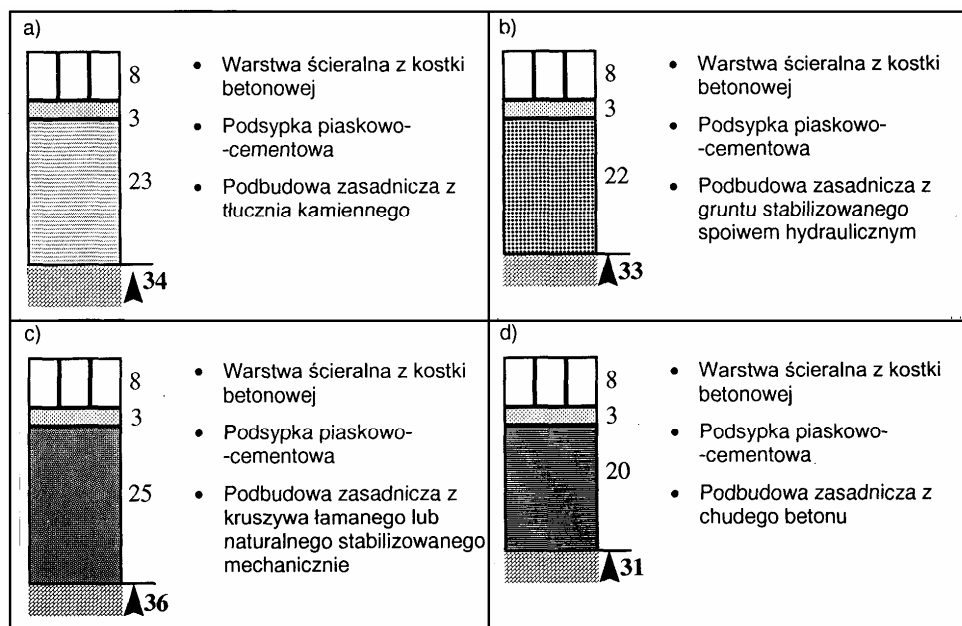 a)
8
3
23
34
• Warstwa ścieralna z kostki
betonowej
• Podsypka piaskowo-
-cementowa
• Podbudowa zasadnicza z
tłucznia kamiennego
b)
8
3
22
33
• Warstwa ścieralna z kostki
betonowej
• Podsypka piaskowo-
-cementowa
• Podbudowa zasadnicza z
gruntu stabilizowanego
spoiwem hydraulicznym
c)
8
3
25
36
• Warstwa ścieralna z kostki
betonowej
• Podsypka piaskowo-
-cementowa
• Podbudowa zasadnicza z
kruszywa łamanego lub
naturalnego stabilizowanego
mechanicznie
d)
8
3
20
31
• Warstwa ścieralna z kostki
betonowej
• Podsypka piaskowo-
-cementowa
• Podbudowa zasadnicza z
chudego betonu